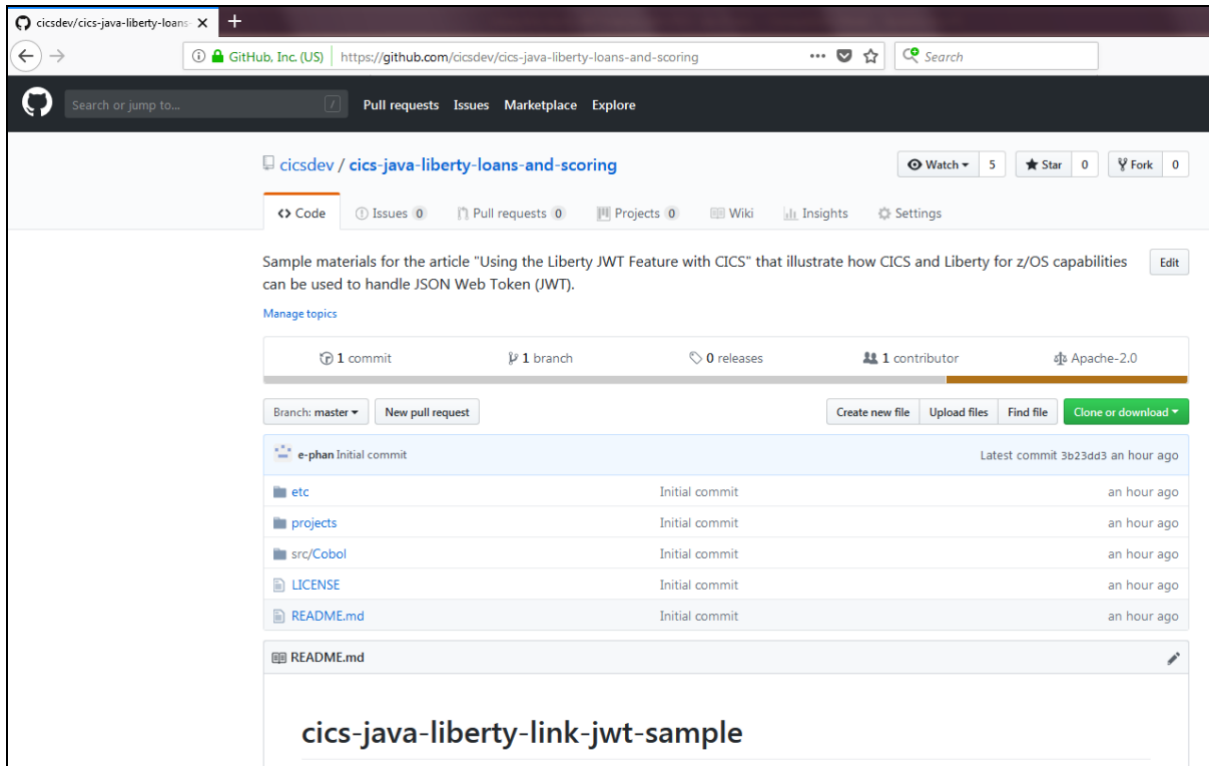 cicsdev/cics-java-liberty-loans-
GitHub, Inc. (US) https://github.com/cicsdev/cics-java-liberty-loans-and-scoring Search
Search or jump to... / Pull requests Issues Marketplace Explore
cicsdev / cics-java-liberty-loans-and-scoring Watch 5 Star 0 Fork 0
Code Issues 0 Pull requests 0 Projects 0 Wiki Insights Settings
Sample materials for the article "Using the Liberty JWT Feature with CICS" that illustrate how CICS and Liberty for z/OS capabilities Edit
can be used to handle JSON Web Token (JWT).
Manage topics
1 commit 1 branch 0 releases 1 contributor Apache-2.0
Branch: master New pull request Create new file Upload files Find file Clone or download
e-phan Initial commit Latest commit 3b23dd3 an hour ago
etc Initial commit an hour ago
projects Initial commit an hour ago
src/Cobol Initial commit an hour ago
LICENSE Initial commit an hour ago
README.md Initial commit an hour ago
README.md
cics-java-liberty-link-jwt-sample